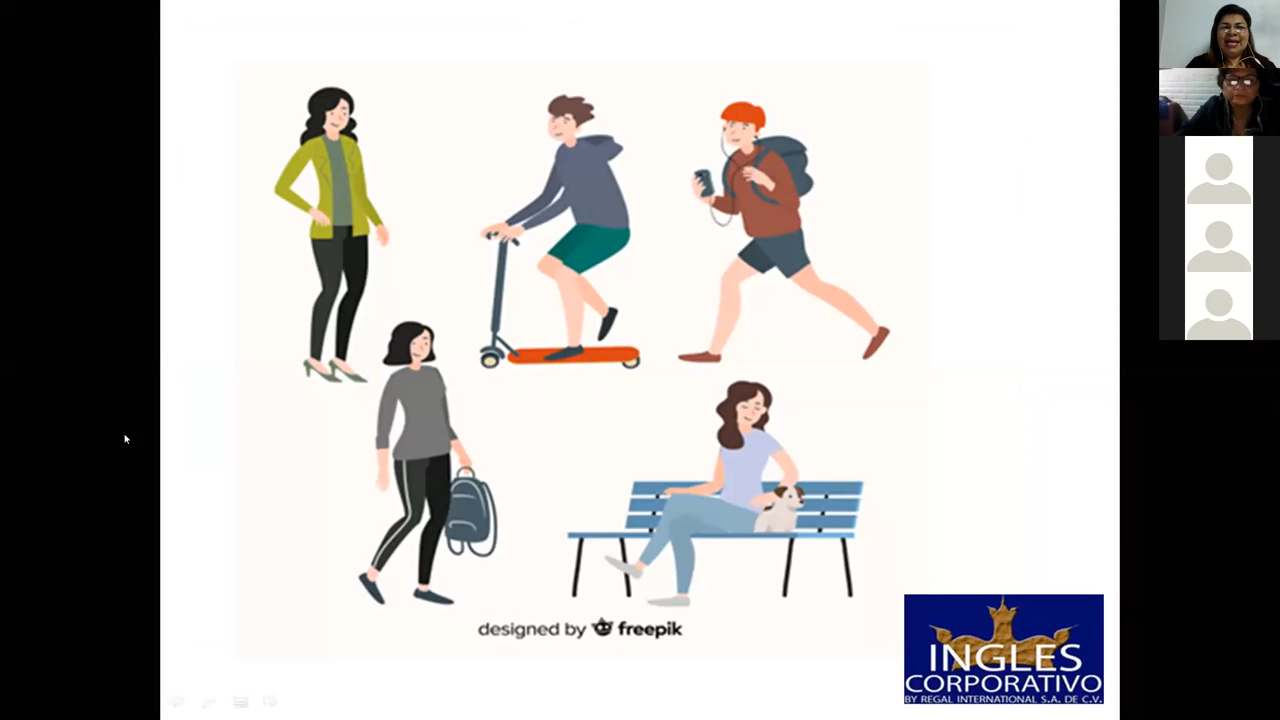 designed by freepik
INGLES
CORPORATIVO
BY REGAL INTERNATIONAL S.A. DE C.V.